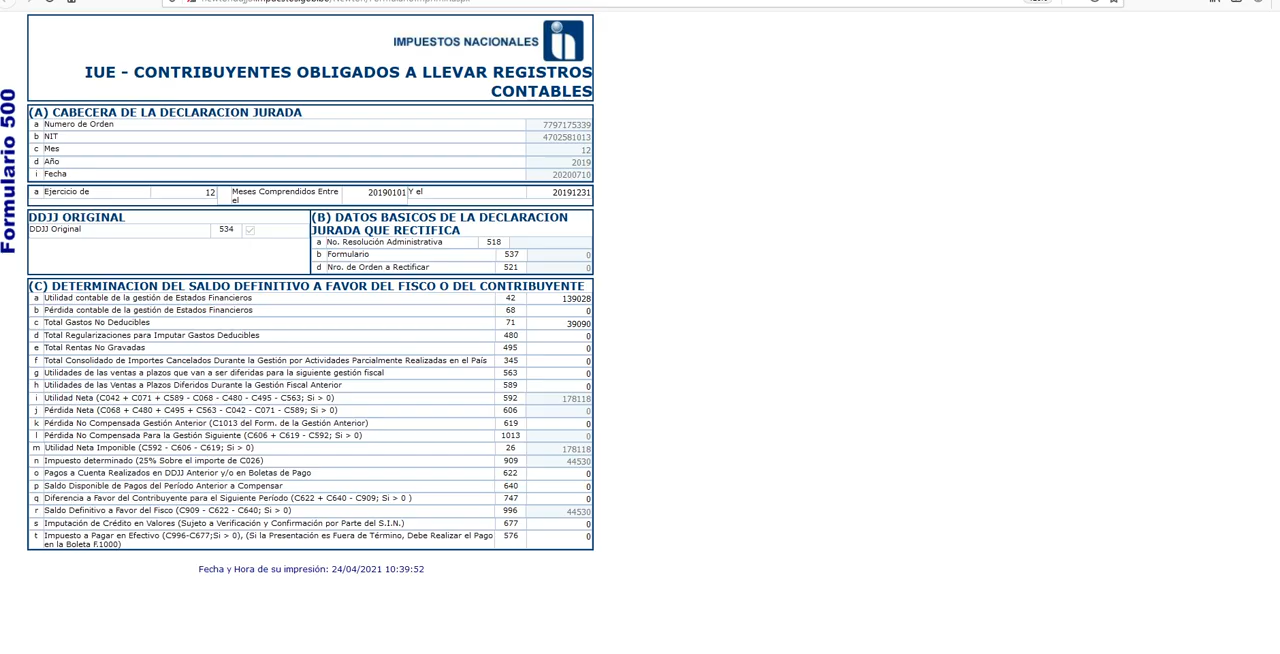 IMPUESTOS NACIONALES
IUE - CONTRIBUYENTES OBLIGADOS A LLEVAR REGISTROS
CONTABLES
Formulario 500
(A) CABECERA DE LA DECLARACION JURADA
a Numero de Orden 7797175339
b NIT 4702581013
c Mes 12
d Año 2019
i Fecha 20200710
a Ejercicio de 12 Meses Comprendidos Entre 20190101 Y el 20191231
el
DDJJ ORIGINAL
DDJJ Original 534
(B) DATOS BASICOS DE LA DECLARACION
JURADA QUE RECTIFICA
a No. Resolución Administrativa 518
b Formulario 537 0
d Nro. de Orden a Rectificar 521 0
(C) DETERMINACION DEL SALDO DEFINITIVO A FAVOR DEL FISCO O DEL CONTRIBUYENTE
a Utilidad contable de la gestión de Estados Financieros 42 139028
b Pérdida contable de la gestión de Estados Financieros 68 0
c Total Gastos No Deducibles 71 39090
d Total Regularizaciones para Imputar Gastos Deducibles 480 0
e Total Rentas No Gravadas 495 0
f Total Consolidado de Importes Cancelados Durante la Gestión por Actividades Parcialmente Realizadas en el País 345 0
g Utilidades de las ventas a plazos que van a ser diferidas para la siguiente gestión fiscal 563 0
h Utilidades de las Ventas a Plazos Diferidos Durante la Gestión Fiscal Anterior 589 0
i Utilidad Neta (C042 + C071 + C589 - C068 - C480 - C495 - C563; Si > 0) 592 178118
j Pérdida Neta (C068 + C480 + C495 + C563 - C042 - C071 - C589; Si > 0) 606 0
k Pérdida No Compensada Gestión Anterior (C1013 del Form. de la Gestión Anterior) 619 0
l Pérdida No Compensada Para la Gestión Siguiente (C606 + C619 - C592; Si > 0) 1013 0
m Utilidad Neta Imponible (C592 - C606 - C619; Si > 0) 26 178118
n Impuesto determinado (25% Sobre el importe de C026) 909 44530
o Pagos a Cuenta Realizados en DDJJ Anterior y/o en Boletas de Pago 622 0
p Saldo Disponible de Pagos del Período Anterior a Compensar 640 0
q Diferencia a Favor del Contribuyente para el Siguiente Período (C622 + C640 - C909; Si > 0 ) 747 0
r Saldo Definitivo a Favor del Fisco (C909 - C622 - C640; Si > 0) 996 44530
s Imputación de Crédito en Valores (Sujeto a Verificación y Confirmación por Parte del S.I.N.) 677 0
t Impuesto a Pagar en Efectivo (C996-C677;Si > 0), (Si la Presentación es Fuera de Término, Debe Realizar el Pago 576 0
en la Boleta F.1000)
Fecha y Hora de su impresión: 24/04/2021 10:39:52